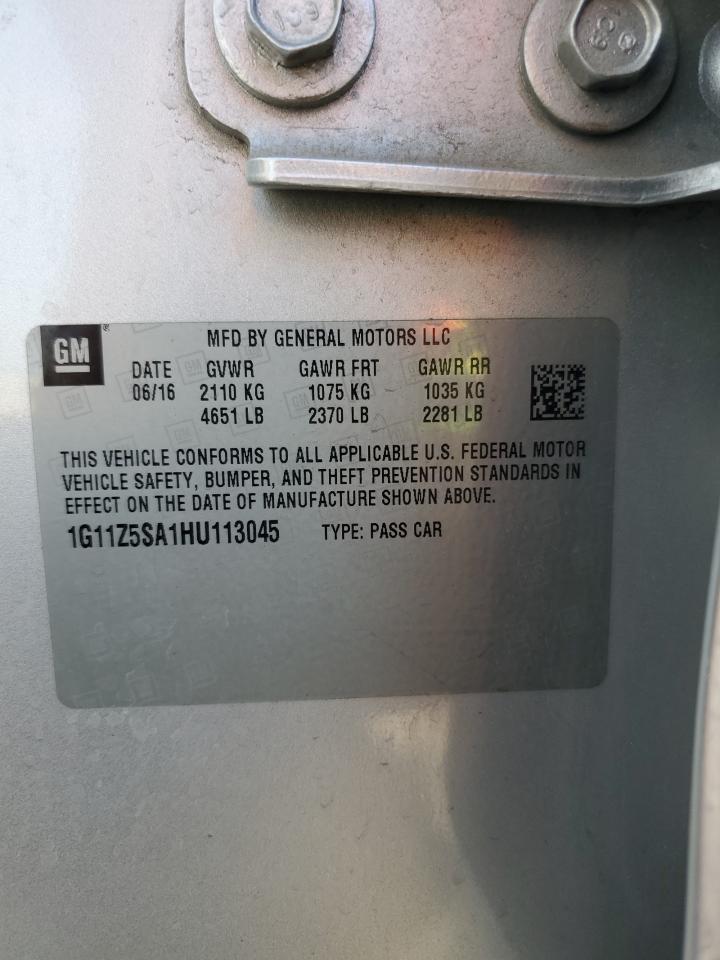 GM
MFD BY GENERAL MOTORS LLC
DATE GVWR GAWR FRT GAWR RR
06/16 2110 KG 1075 KG 1035 KG
4651 LB 2370 LB 2281 LB
THIS VEHICLE CONFORMS TO ALL APPLICABLE U.S. FEDERAL MOTOR
VEHICLE SAFETY, BUMPER, AND THEFT PREVENTION STANDARDS IN
EFFECT ON THE DATE OF MANUFACTURE SHOWN ABOVE.
1G11Z5SA1HU113045 TYPE: PASS CAR